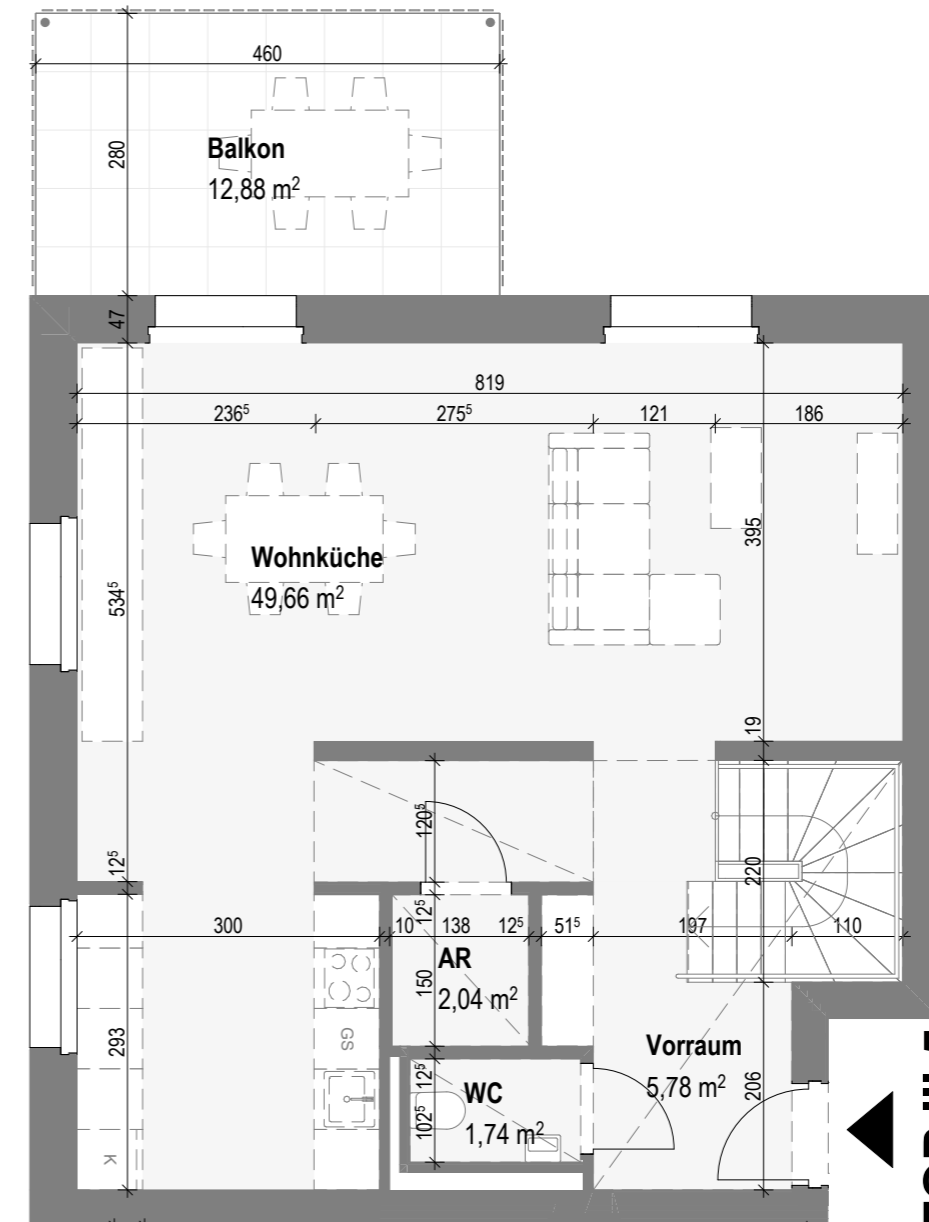 460
280
Balkon
12,88 m²
47
819
236⁵ 275⁵ 121 186
395
Wohnküche
49,66 m²
534⁵
19
120⁵
220
12⁵
12⁵
300 10 138 12⁵ 51⁵ 197 110
AR
2,04 m²
150
293
GS
Vorraum
5,78 m²
206
12⁵
WC
1,74 m²
102⁵
K